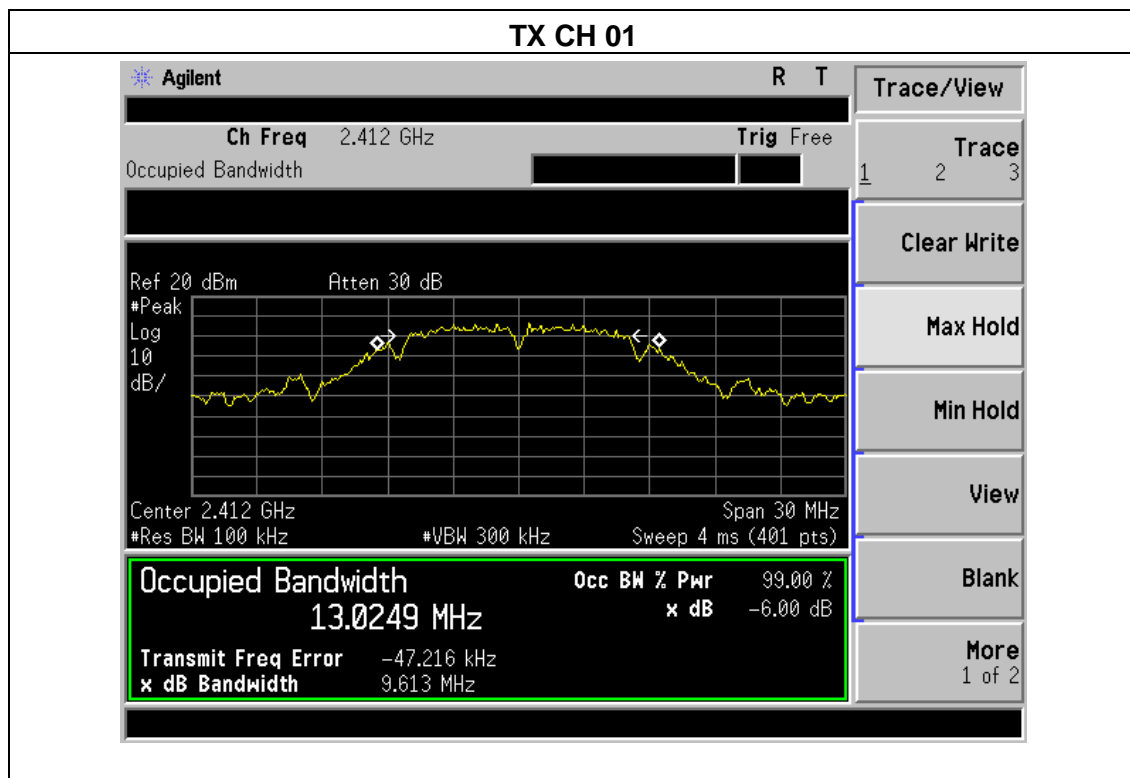 TX CH 01
Agilent R T
Ch Freq 2.412 GHz Trig Free
Occupied Bandwidth
Ref 20 dBm Atten 30 dB
#Peak
Log
10
dB/
Center 2.412 GHz Span 30 MHz
#Res BW 100 kHz #VBW 300 kHz Sweep 4 ms (401 pts)
Occupied Bandwidth Occ BW % Pwr 99.00 %
13.0249 MHz x dB -6.00 dB
Transmit Freq Error -47.216 kHz
x dB Bandwidth 9.613 MHz
Trace/View
Trace
1 2 3
Clear Write
Max Hold
Min Hold
View
Blank
More
1 of 2